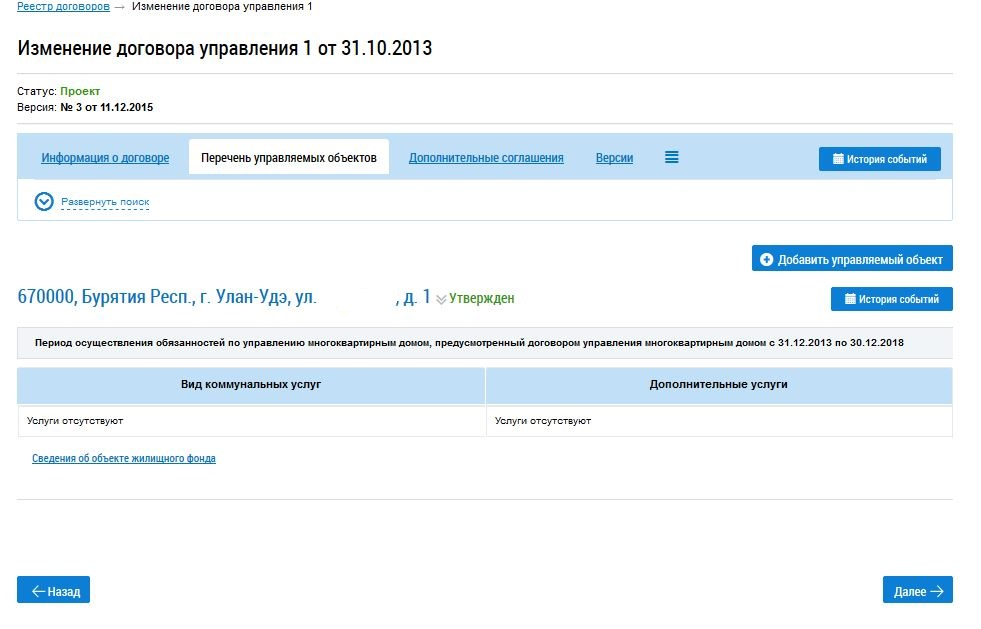 Реестр договоров → Изменение договора управления 1
Изменение договора управления 1 от 31.10.2013
Статус: Проект
Версия: № 3 от 11.12.2015
Информация о договоре Перечень управляемых объектов Дополнительные соглашения Версии История событий
Развернуть поиск
Добавить управляемый объект
670000, Бурятия Респ., г. Улан-Удэ, ул. , д. 1 Утвержден История событий
Период осуществления обязанностей по управлению многоквартирным домом, предусмотренный договором управления многоквартирным домом с 31.12.2013 по 30.12.2018
Вид коммунальных услуг Дополнительные услуги
Услуги отсутствуют Услуги отсутствуют
Сведения об объекте жилищного фонда
← Назад Далее →